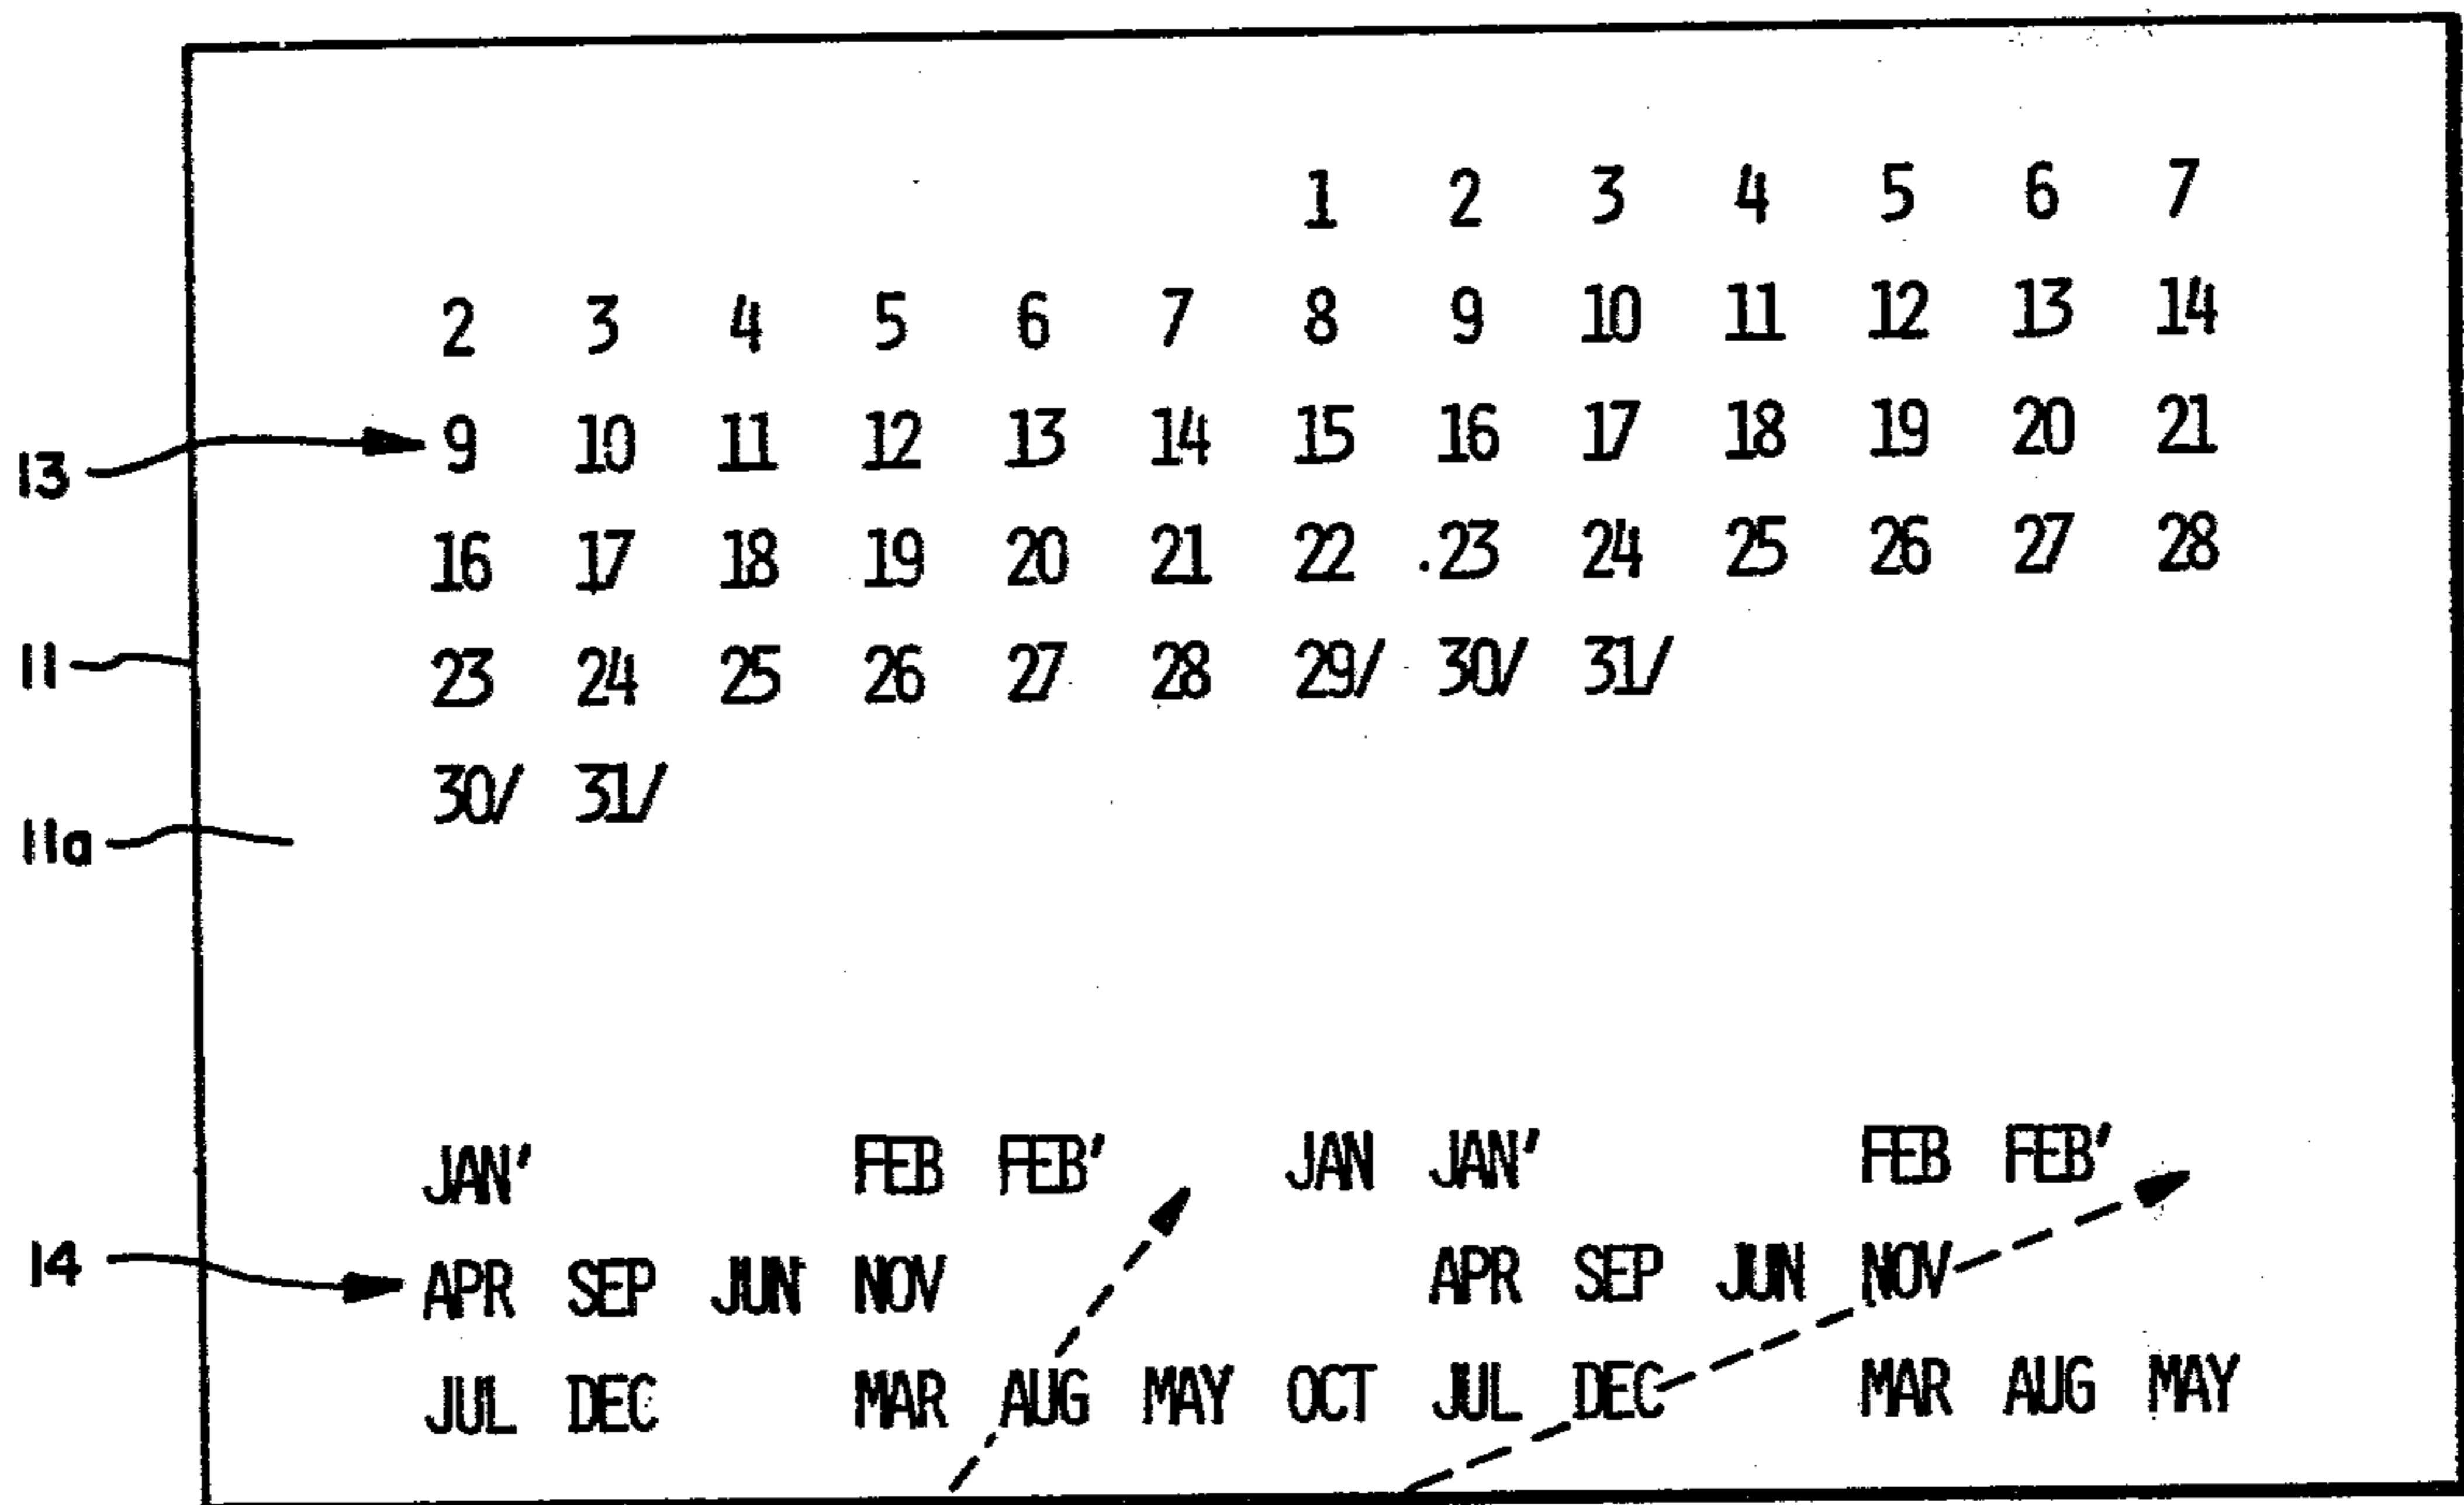 1 2 3 4 5 6 7
2 3 4 5 6 7 8 9 10 11 12 13 14
13 9 10 11 12 13 14 15 16 17 18 19 20 21
16 17 18 19 20 21 22 23 24 25 26 27 28
11 23 24 25 26 27 28 29/ 30/ 31/
30/ 31/
11a
JAN' FEB FEB' JAN JAN' FEB FEB'
14 APR SEP JUN NOV APR SEP JUN NOV
JUL DEC MAR AUG MAY OCT JUL DEC MAR AUG MAY